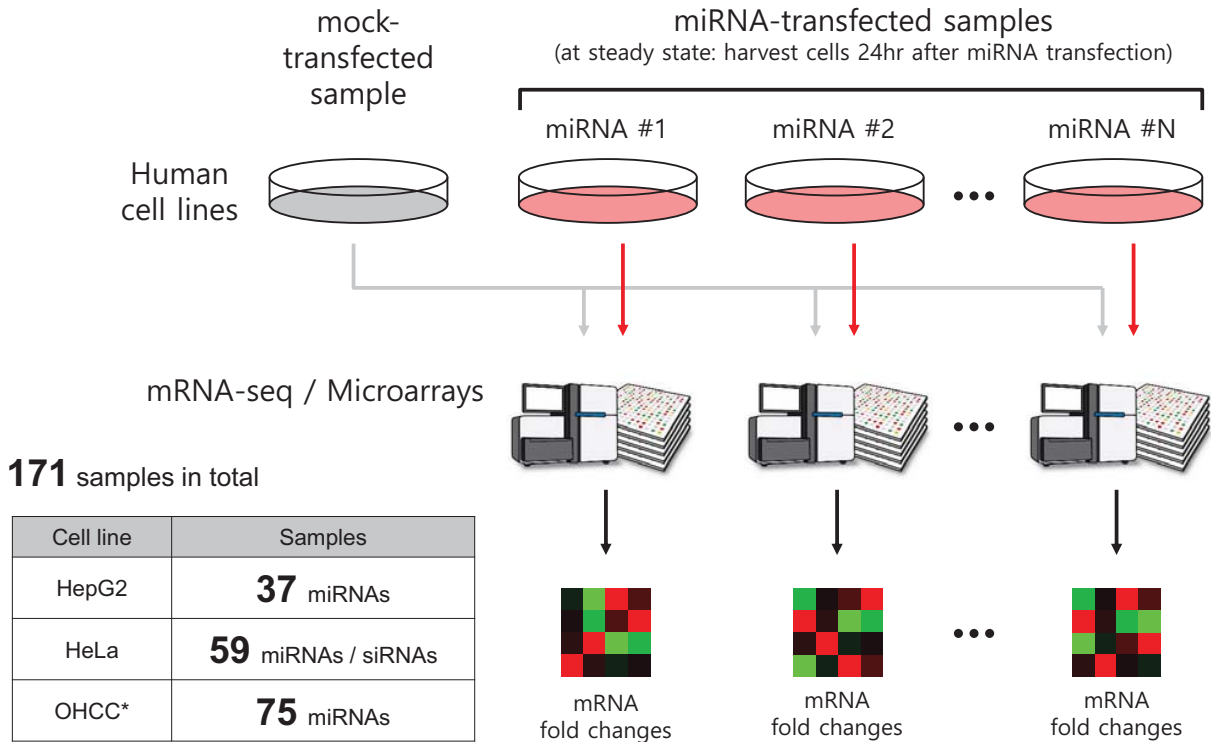 mock-
transfected
sample
miRNA-transfected samples
(at steady state: harvest cells 24hr after miRNA transfection)
miRNA #1
miRNA #2
miRNA #N
Human
cell lines
•••
mRNA-seq / Microarrays
•••
171 samples in total
Cell line
Samples
HepG2
37 miRNAs
HeLa
59 miRNAs / siRNAs
OHCC*
75 miRNAs
•••
mRNA
fold changes
mRNA
fold changes
mRNA
fold changes